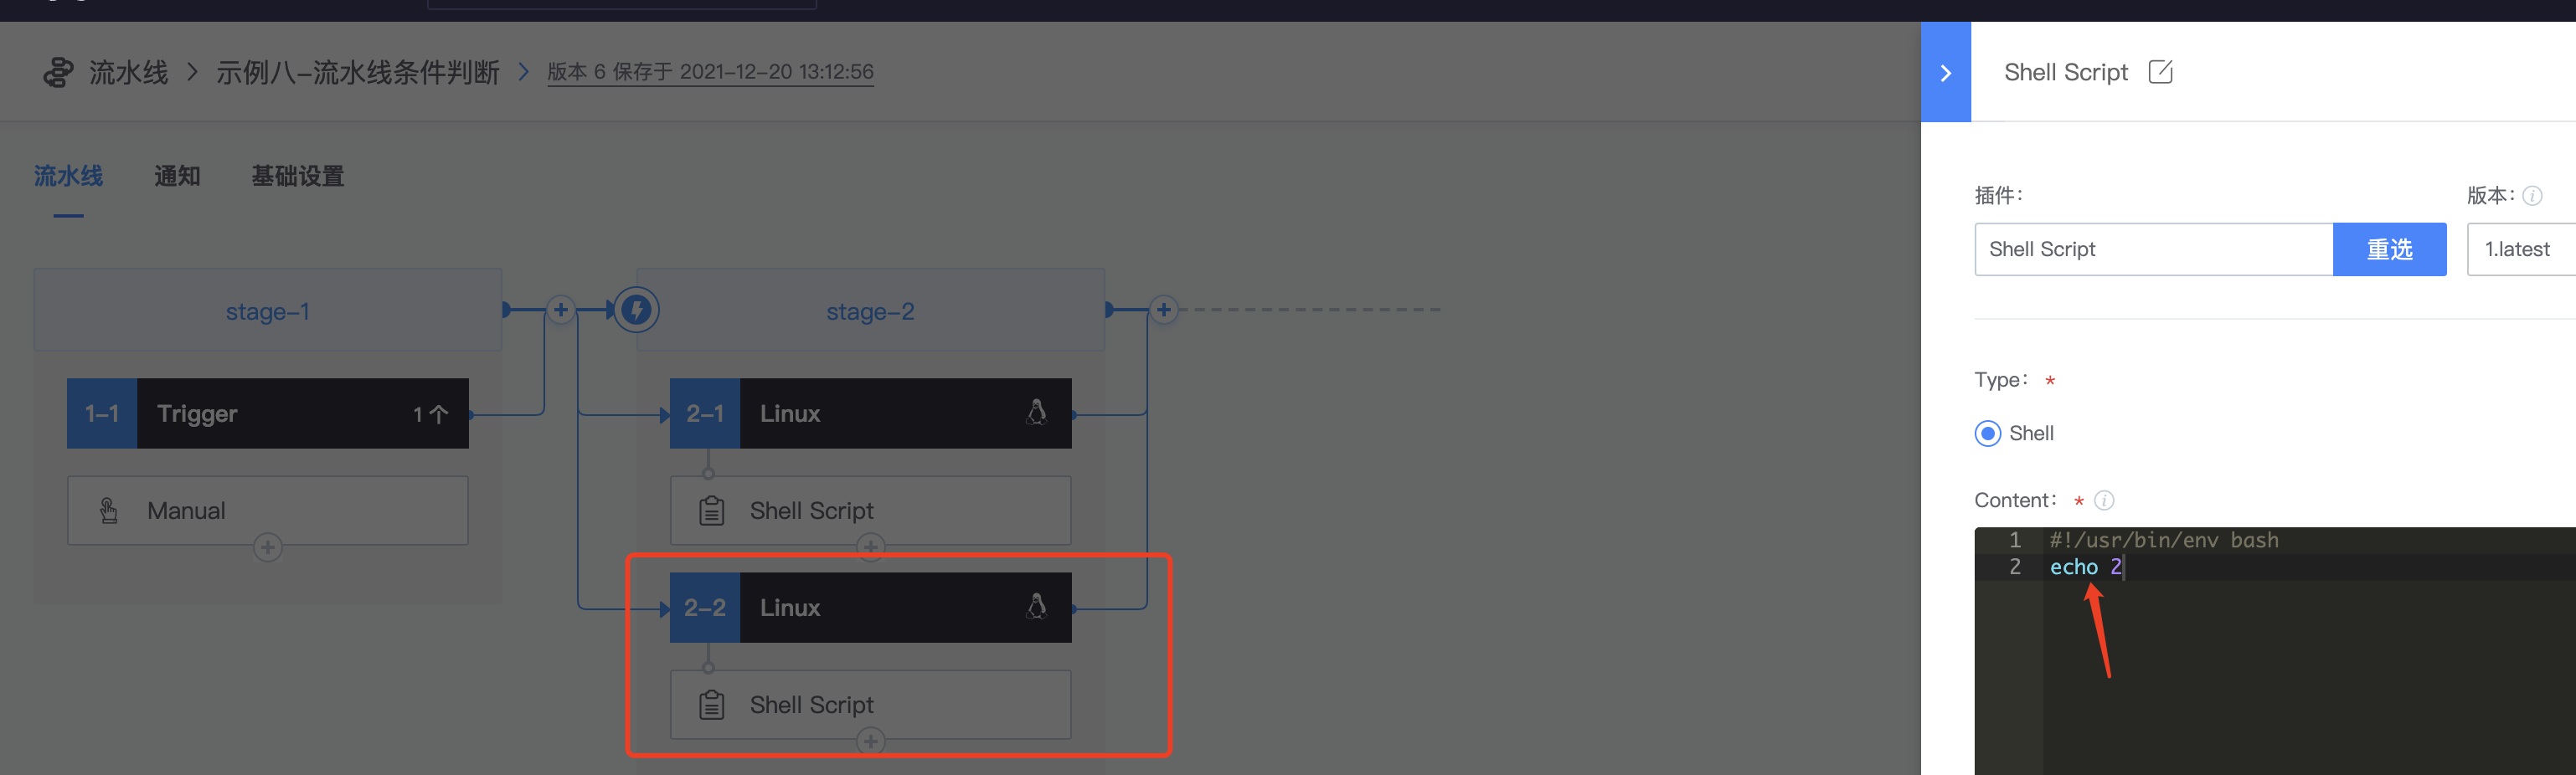 流水线 > 示例八-流水线条件判断 > 版本 6 保存于 2021-12-20 13:12:56
流水线 通知 基础设置
stage-1
1-1 Trigger 1 个
Manual
stage-2
2-1 Linux
Shell Script
2-2 Linux
Shell Script
Shell Script
插件:
版本:
Shell Script 重选
1.latest
Type: *
Shell
Content: *
1 #!/usr/bin/env bash
2 echo 2